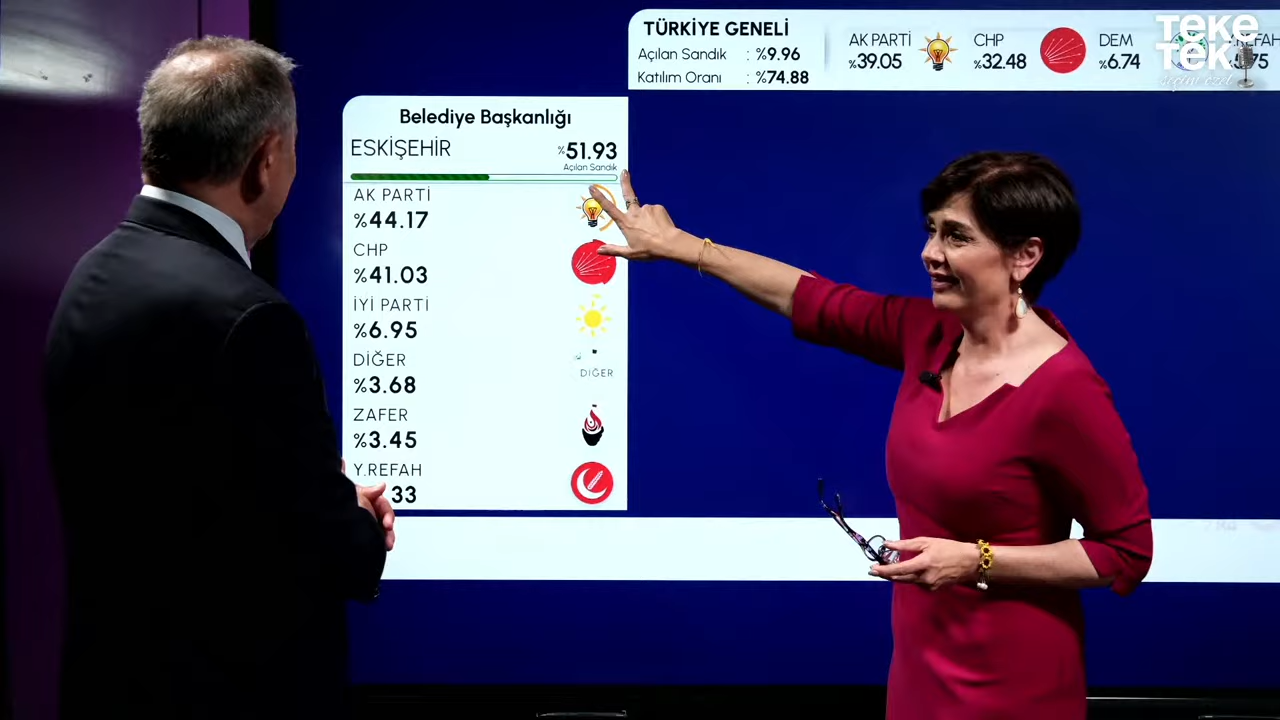 TÜRKİYE GENELİ
Açılan Sandık : %9.96
Katılım Oranı : %74.88
AK PARTİ
%39.05
CHP
%32.48
DEM
%6.74
TEKE
TEK
seçim özel
Belediye Başkanlığı
ESKİŞEHİR
%51.93
Açılan Sandık
AK PARTİ
%44.17
CHP
%41.03
İYİ PARTİ
%6.95
DİĞER
%3.68
DİĞER
ZAFER
%3.45
Y.REFAH
33